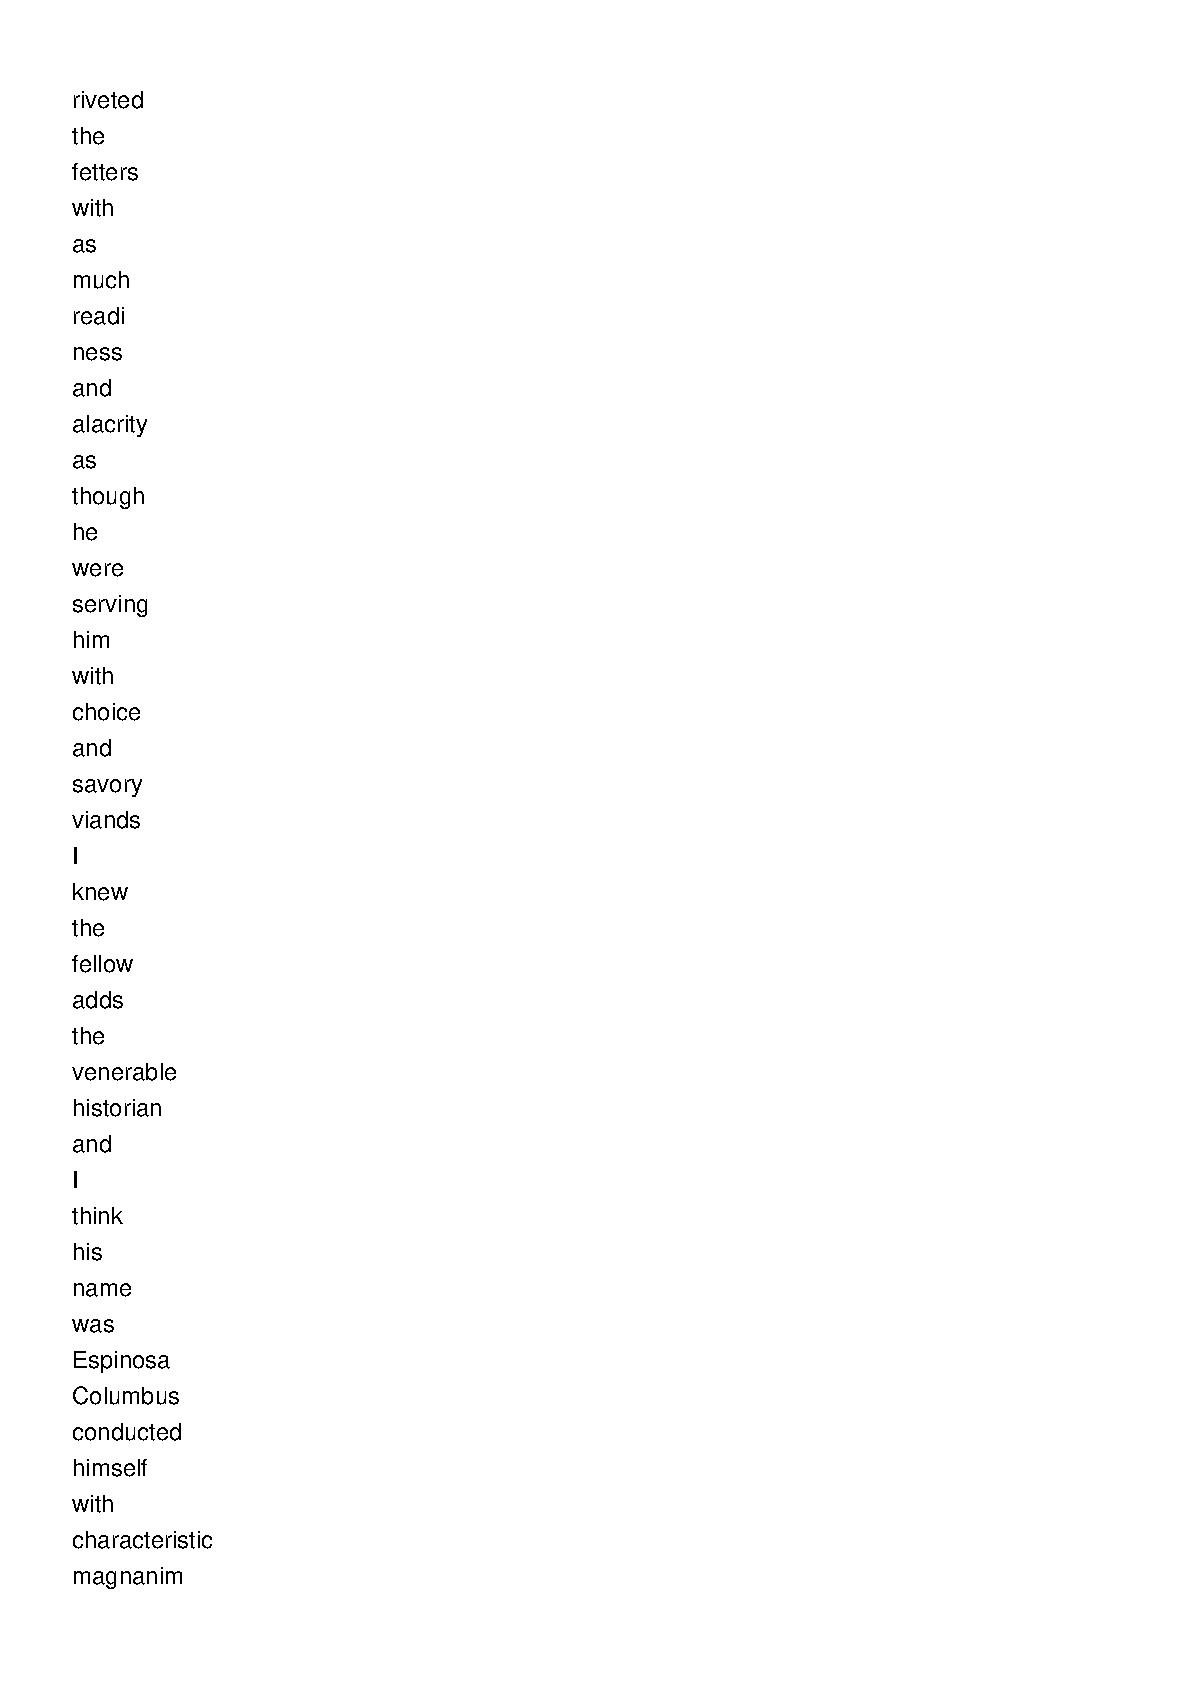 riveted
the
fetters
with
as
much
readi
ness
and
alacrity
as
though
he
were
serving
him
with
choice
and
savory
viands
I
knew
the
fellow
adds
the
venerable
historian
and
I
think
his
name
was
Espinosa
Columbus
conducted
himself
with
characteristic
magnanim